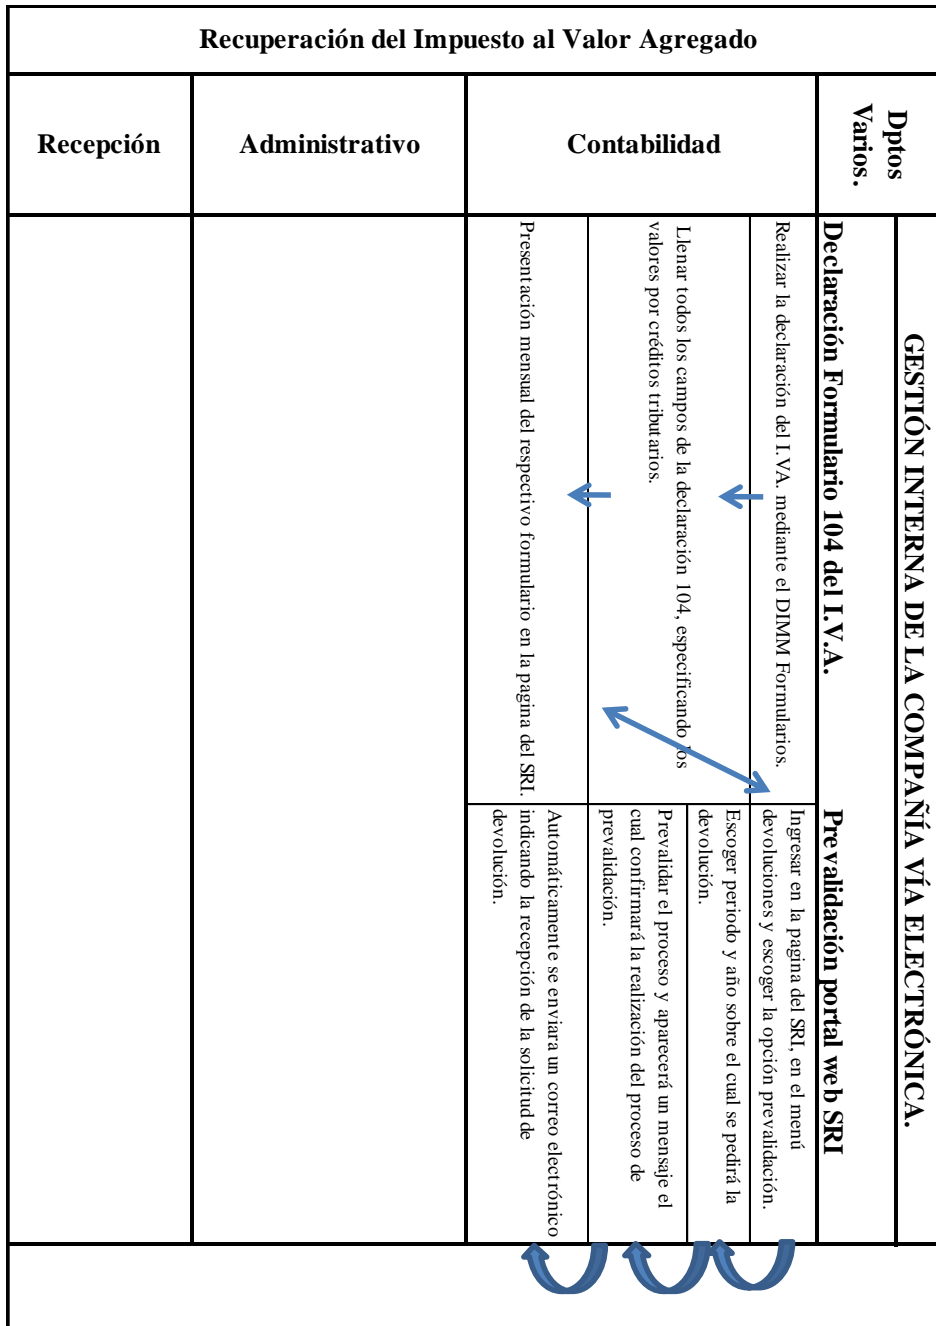 Recuperación del Impuesto al Valor Agregado
Recepción
Administrativo
Contabilidad
Dptos
Varios.
GESTIÓN INTERNA DE LA COMPAÑÍA VÍA ELECTRÓNICA.
Declaración Formulario 104 del I.V.A.
Realizar la declaración del I.VA. mediante el DIMM Formularios.
Llenar todos los campos de la declaración 104, especificando los
valores por créditos tributarios.
Presentación mensual del respectivo formulario en la pagina del SRI.
Prevalidación portal web SRI
Ingresar en la pagina del SRI, en el menú
devoluciones y escoger la opción prevalidación.
Escoger periodo y año sobre el cual se pedirá la
devolución.
Prevalidar el proceso y aparecerá un mensaje el
cual confirmará la realización del proceso de
prevalidación.
Automáticamente se enviara un correo electrónico
indicando la recepción de la solicitud de
devolución.